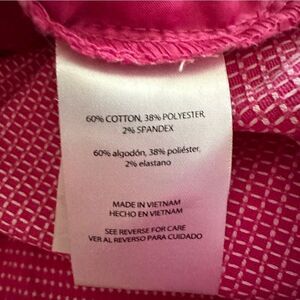 60% COTTON, 38% POLYESTER,
2% SPANDEX
60% algodón, 38% poliéster,
2% elastano
MADE IN VIETNAM
HECHO EN VIETNAM
SEE REVERSE FOR CARE
VER AL REVERSO PARA CUIDADO